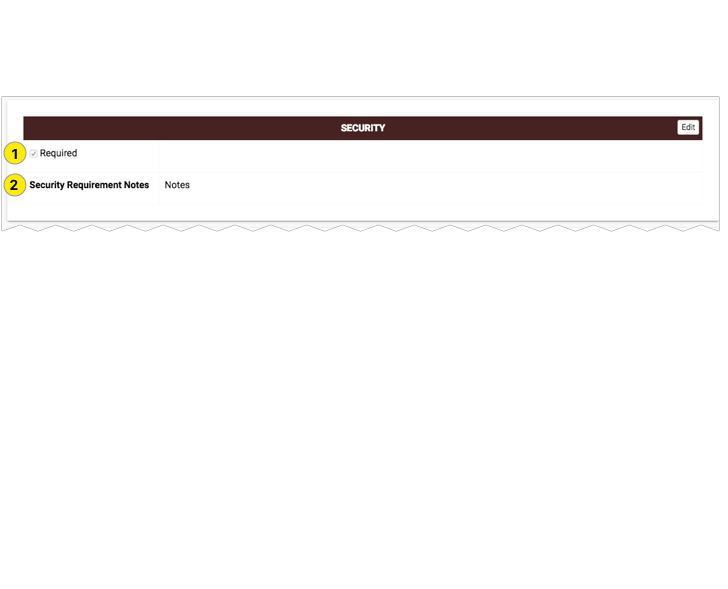 SECURITY Edit
1 Required
2 Security Requirement Notes Notes